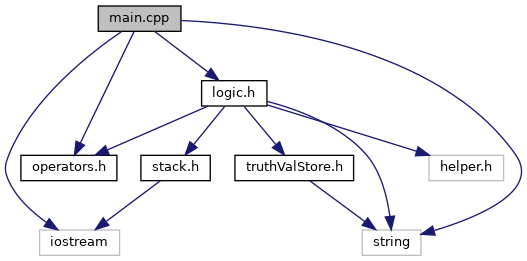 main.cpp
logic.h
operators.h
stack.h
truthValStore.h
helper.h
iostream
string